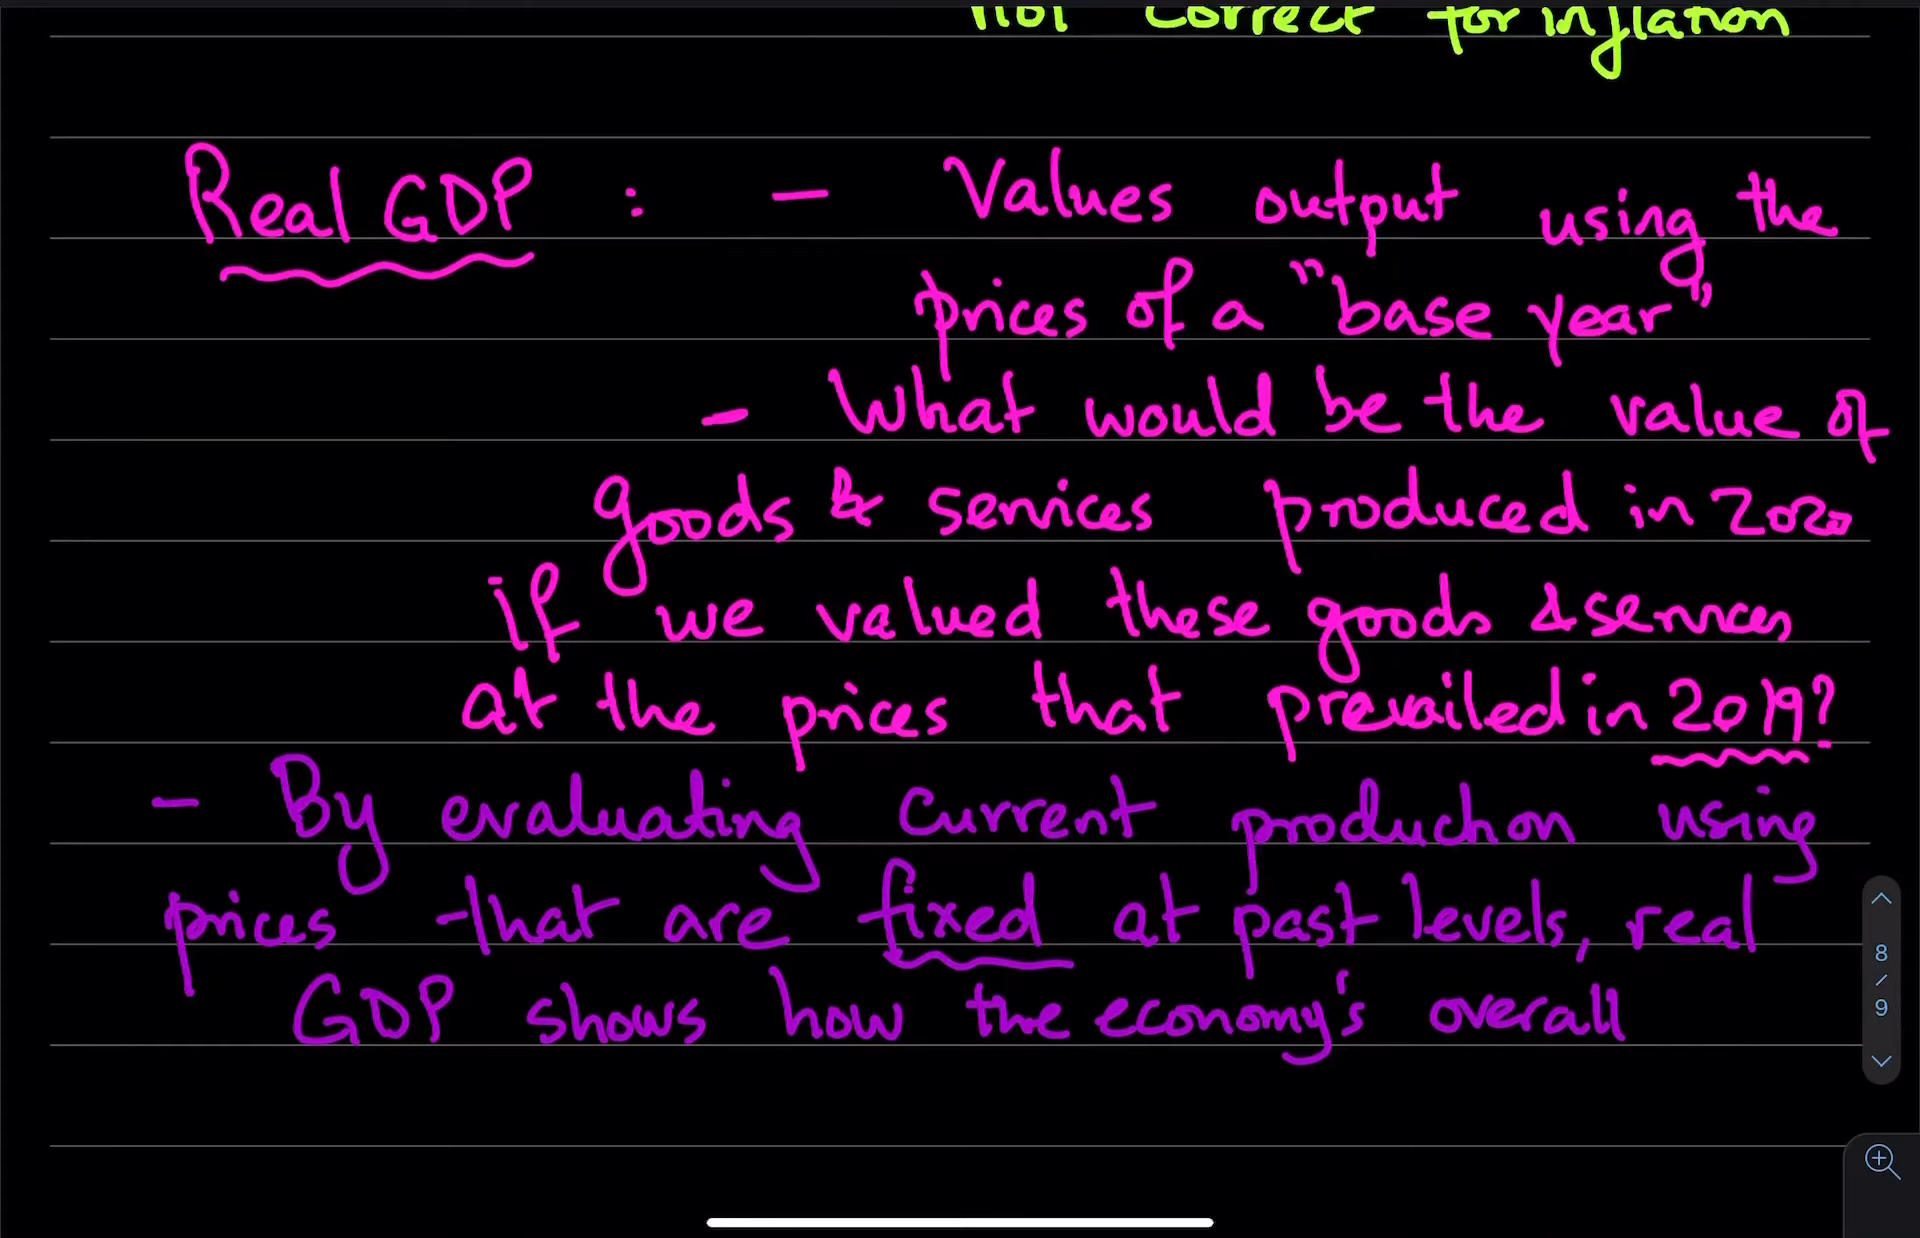 not correct for inflation
Real GDP : - Values output using the
prices of a "base year"
- What would be the value of
goods & services produced in 2020
if we valued these goods & services
at the prices that prevailed in 2019?
- By evaluating current production using
prices that are fixed at past levels, real
GDP shows how the economy's overall
8
/
9